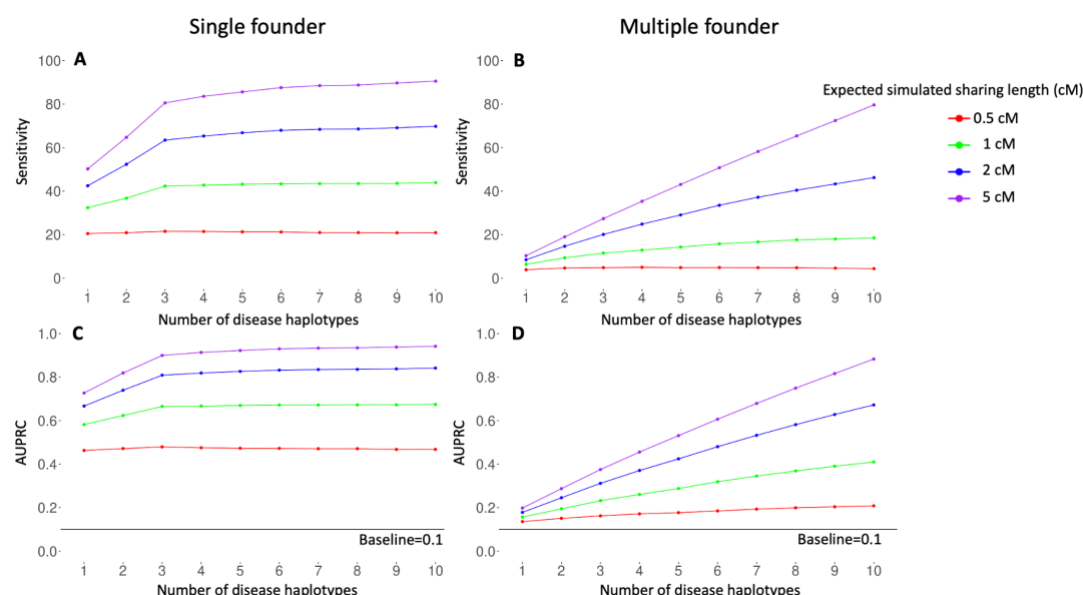 Single founder
Multiple founder
A
100
80
60
40
20
0
Sensitivity
1 2 3 4 5 6 7 8 9 10
Number of disease haplotypes
B
100
80
60
40
20
0
Sensitivity
1 2 3 4 5 6 7 8 9 10
Number of disease haplotypes
Expected simulated sharing length (cM)
0.5 cM
1 cM
2 cM
5 cM
C
1.0
0.8
0.6
0.4
0.2
0.0
AUPRC
Baseline=0.1
1 2 3 4 5 6 7 8 9 10
Number of disease haplotypes
D
1.0
0.8
0.6
0.4
0.2
0.0
AUPRC
Baseline=0.1
1 2 3 4 5 6 7 8 9 10
Number of disease haplotypes